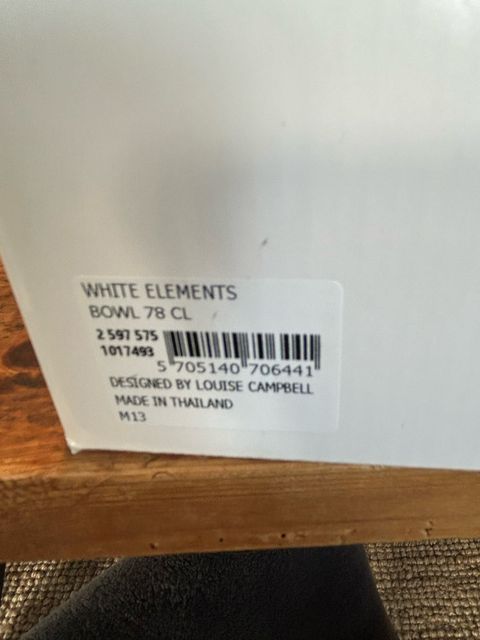 WHITE ELEMENTS
BOWL 78 CL
2 597 575
1017493
5 705140 706441
DESIGNED BY LOUISE CAMPBELL
MADE IN THAILAND
M13